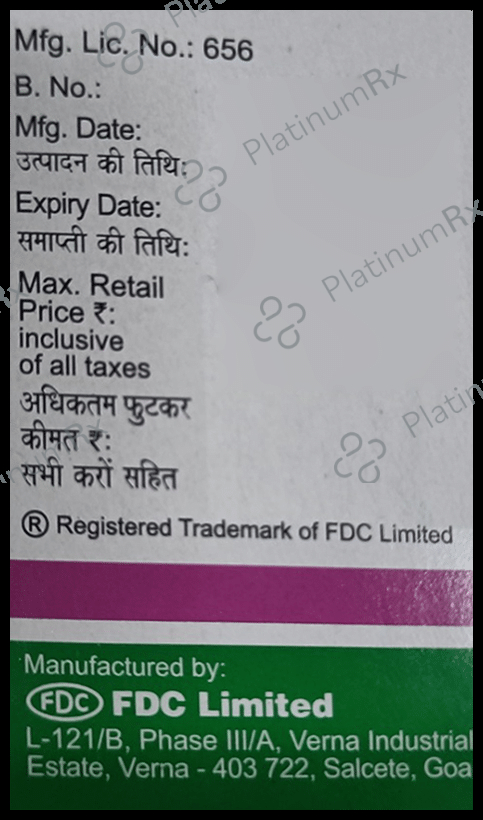 Mfg. Lic. No.: 656
B. No.:
Mfg. Date:
उत्पादन की तिथि:
Expiry Date:
समाप्ती की तिथि:
Max. Retail
Price ₹:
inclusive
of all taxes
अधिकतम फुटकर
कीमत ₹:
सभी करों सहित
® Registered Trademark of FDC Limited
Manufactured by:
FDC FDC Limited
L-121/B, Phase III/A, Verna Industrial
Estate, Verna - 403 722, Salcete, Goa
PlatinumRx
PlatinumRx